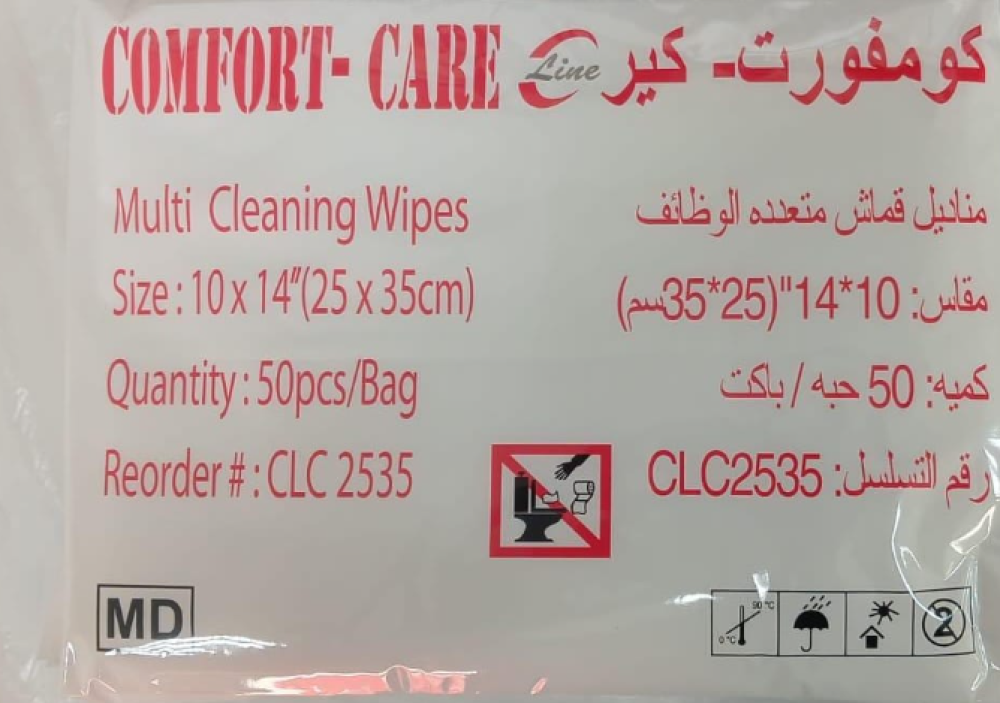 COMFORT- CARE Line كومفورت- كير
Multi Cleaning Wipes
مناديل قماش متعدده الوظائف
Size : 10 x 14"(25 x 35cm)
مقاس: 10*14"(25*35سم)
Quantity : 50pcs/Bag
كميه: 50 حبه / باكت
Reorder # : CLC 2535
رقم التسلسل: CLC2535
MD
0 °C 90 °C
2